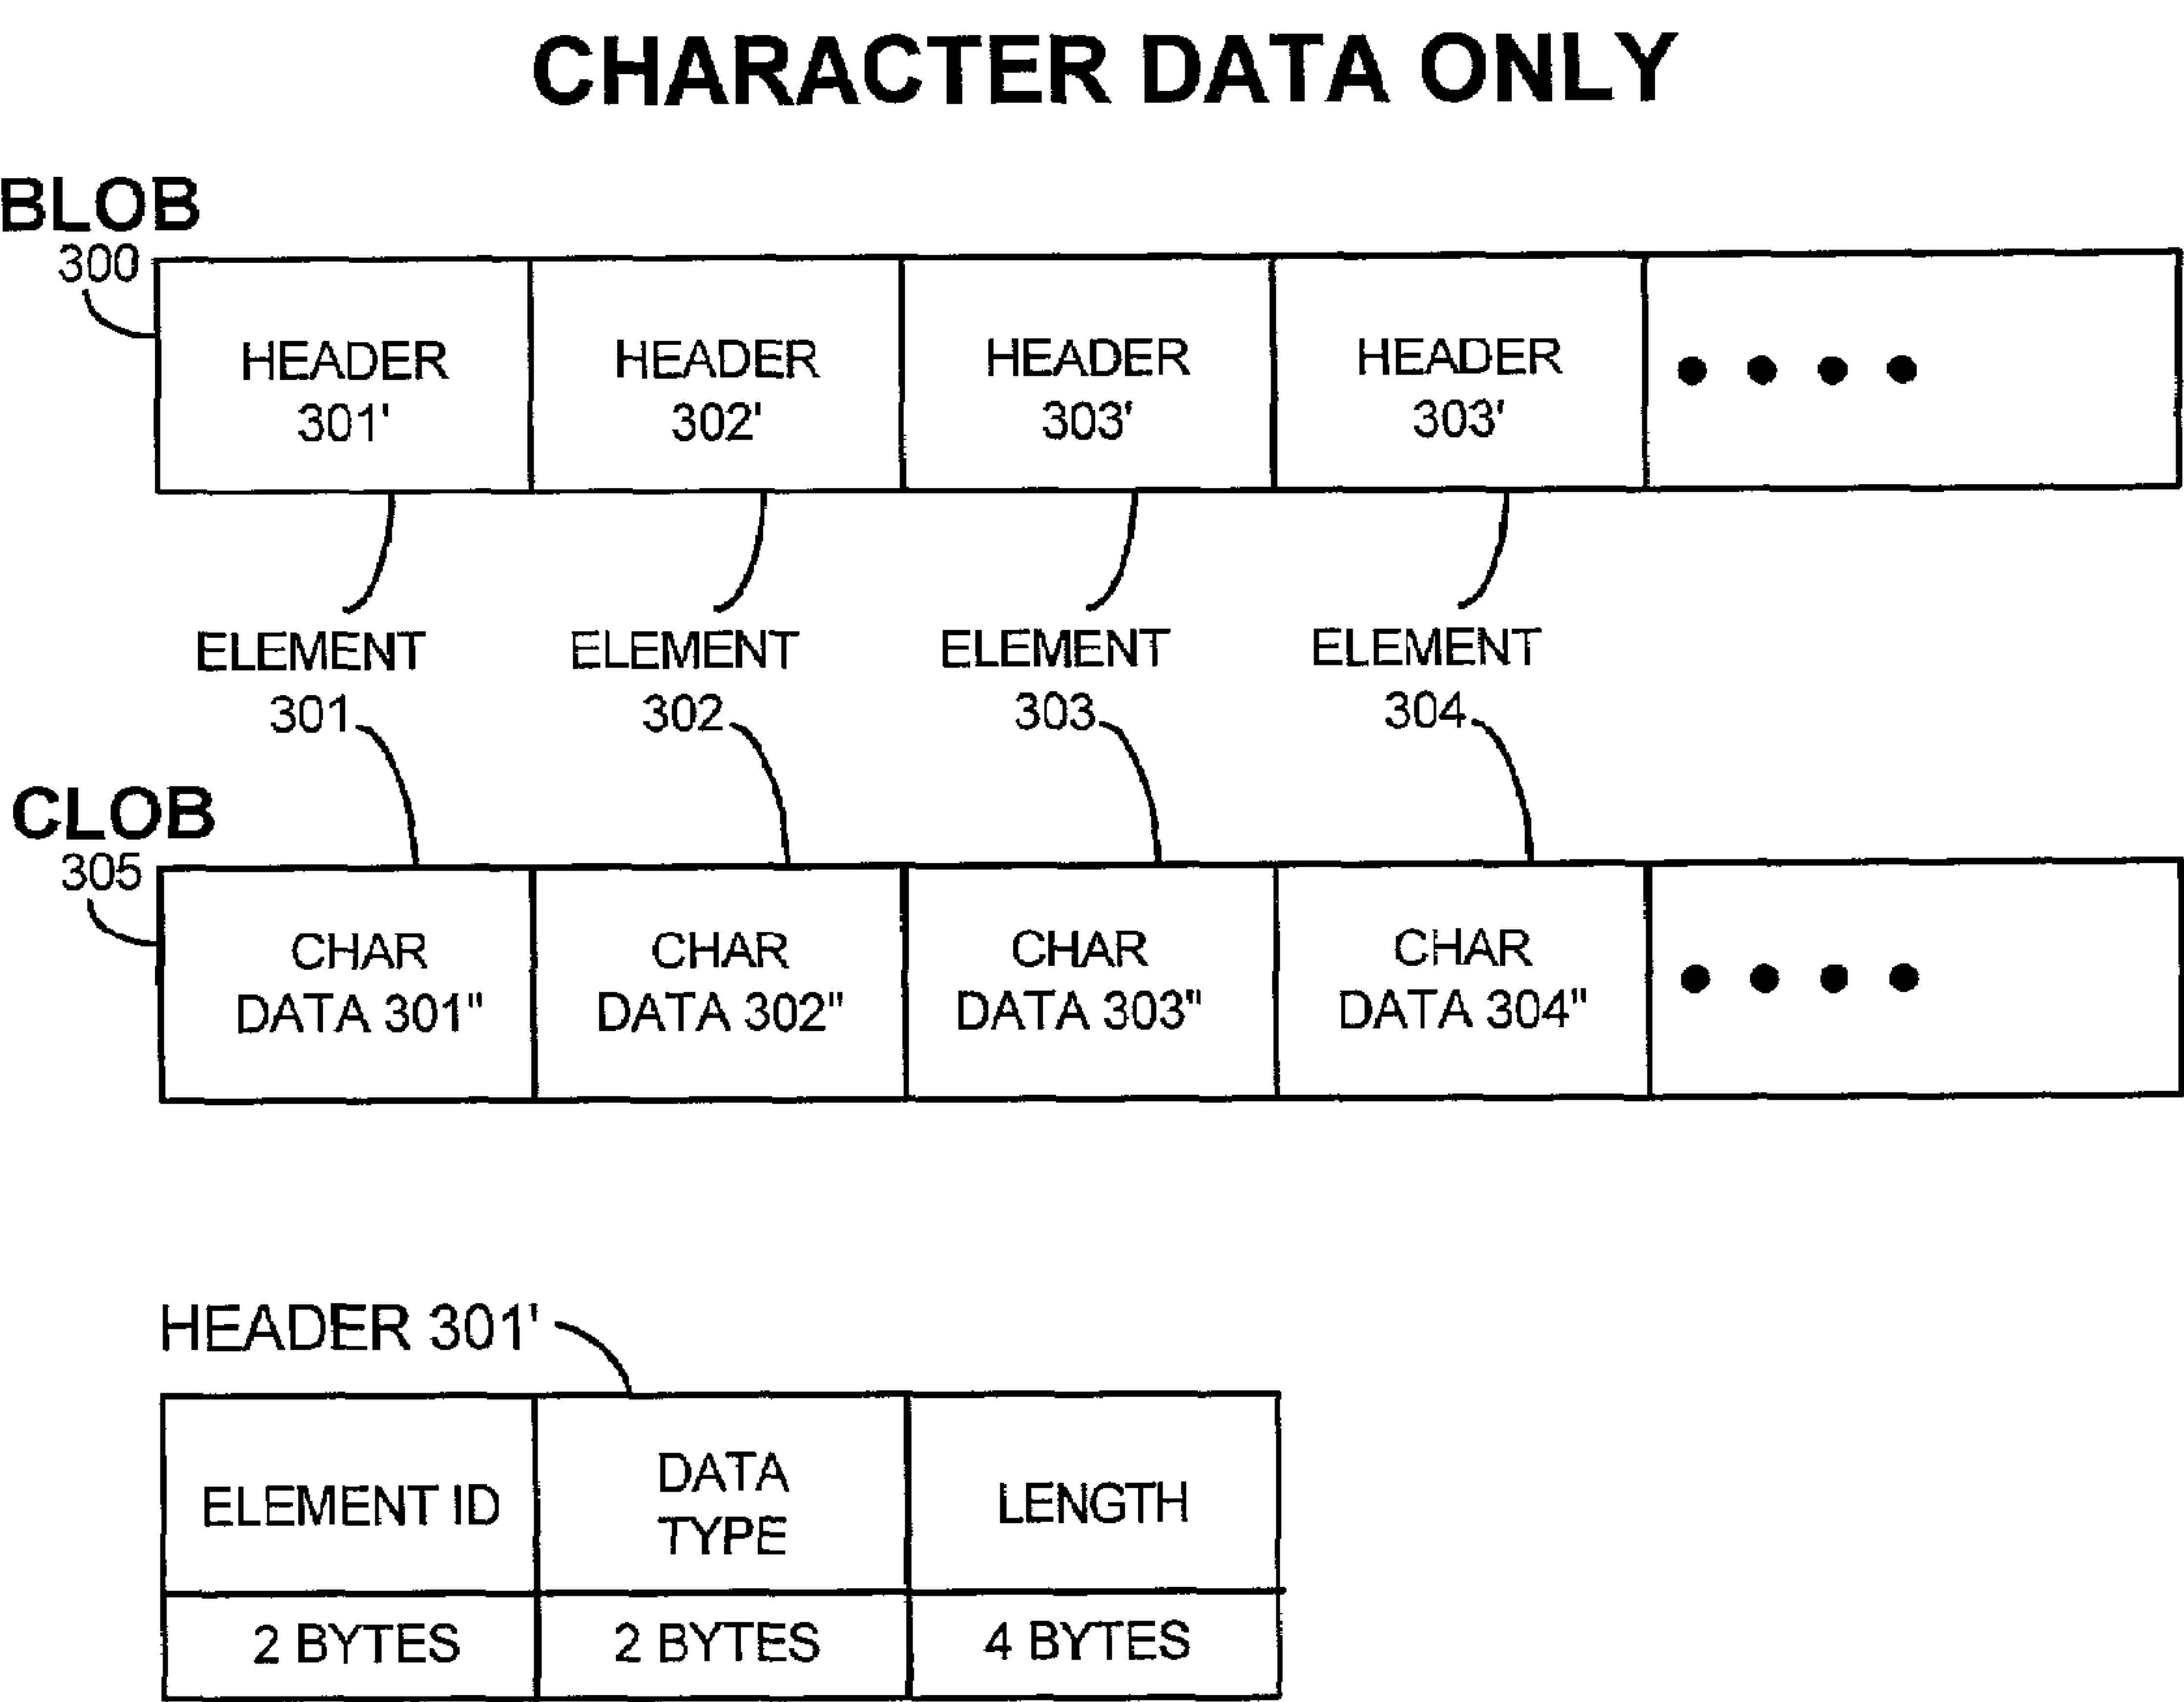 CHARACTER DATA ONLY
BLOB
300
HEADER
301'
HEADER
302'
HEADER
303'
HEADER
303'
ELEMENT
301
ELEMENT
302
ELEMENT
303
ELEMENT
304
CLOB
305
CHAR
DATA 301"
CHAR
DATA 302"
CHAR
DATA 303"
CHAR
DATA 304"
HEADER 301'
ELEMENT ID
DATA
TYPE
LENGTH
2 BYTES
2 BYTES
4 BYTES